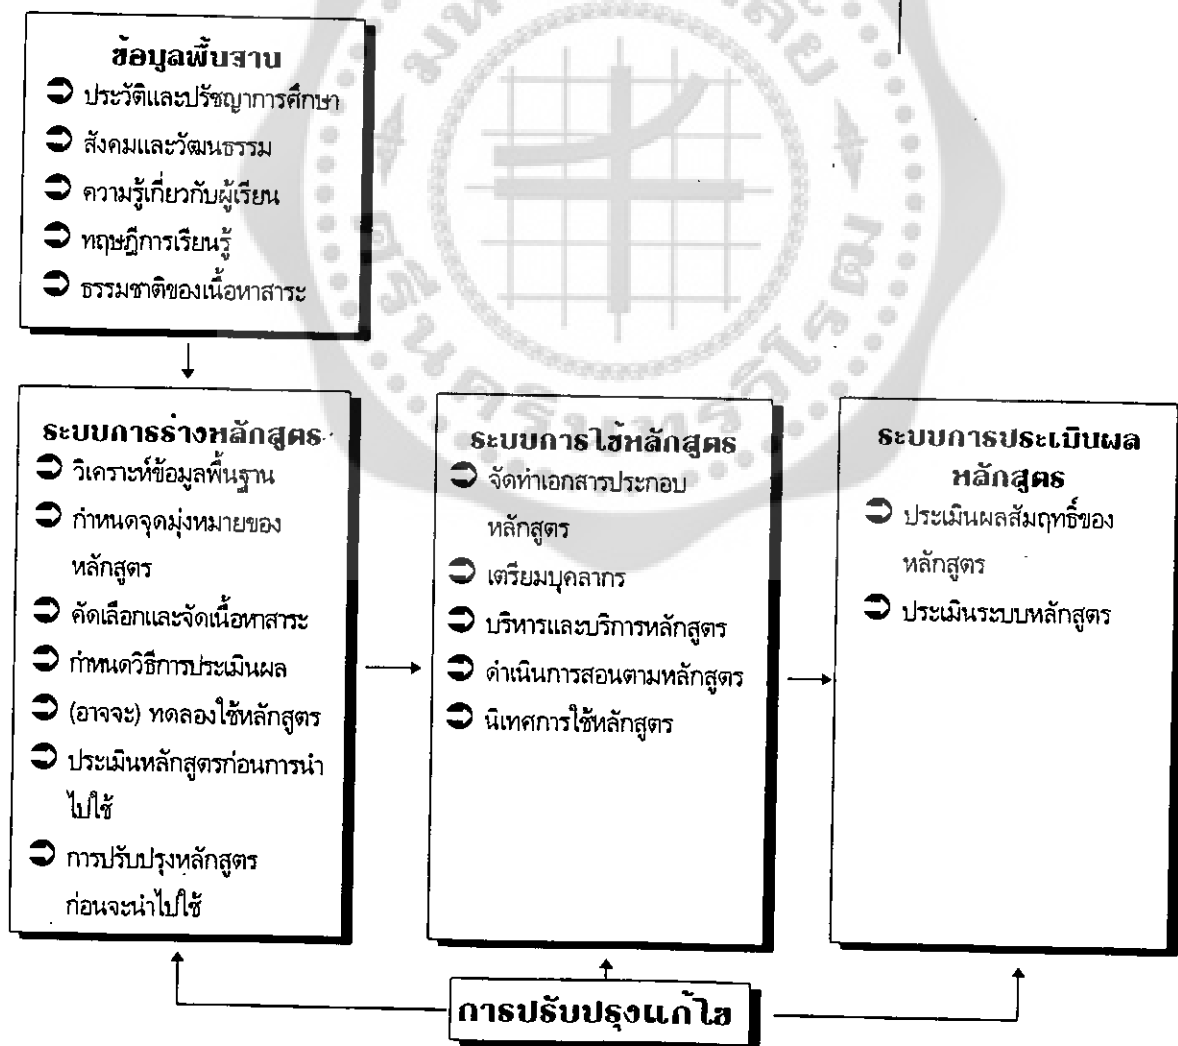 ข้อมูลพื้นฐาน
ประวัติและปรัชญาการศึกษา
สังคมและวัฒนธรรม
ความรู้เกี่ยวกับผู้เรียน
ทฤษฎีการเรียนรู้
ธรรมชาติของเนื้อหาสาระ
ระบบการร่างหลักสูตร
วิเคราะห์ข้อมูลพื้นฐาน
กำหนดจุดมุ่งหมายของ
หลักสูตร
คัดเลือกและจัดเนื้อหาสาระ
กำหนดวิธีการประเมินผล
(อาจจะ) ทดลองใช้หลักสูตร
ประเมินหลักสูตรก่อนการนำ
ไปใช้
การปรับปรุงหลักสูตร
ก่อนจะนำไปใช้
ระบบการใช้หลักสูตร
จัดทำเอกสารประกอบ
หลักสูตร
เตรียมบุคลากร
บริหารและบริการหลักสูตร
ดำเนินการสอนตามหลักสูตร
นิเทศการใช้หลักสูตร
ระบบการประเมินผล
หลักสูตร
ประเมินผลสัมฤทธิ์ของ
หลักสูตร
ประเมินระบบหลักสูตร
การปรับปรุงแก้ไข
ศรีนครินทรวิโรฒ